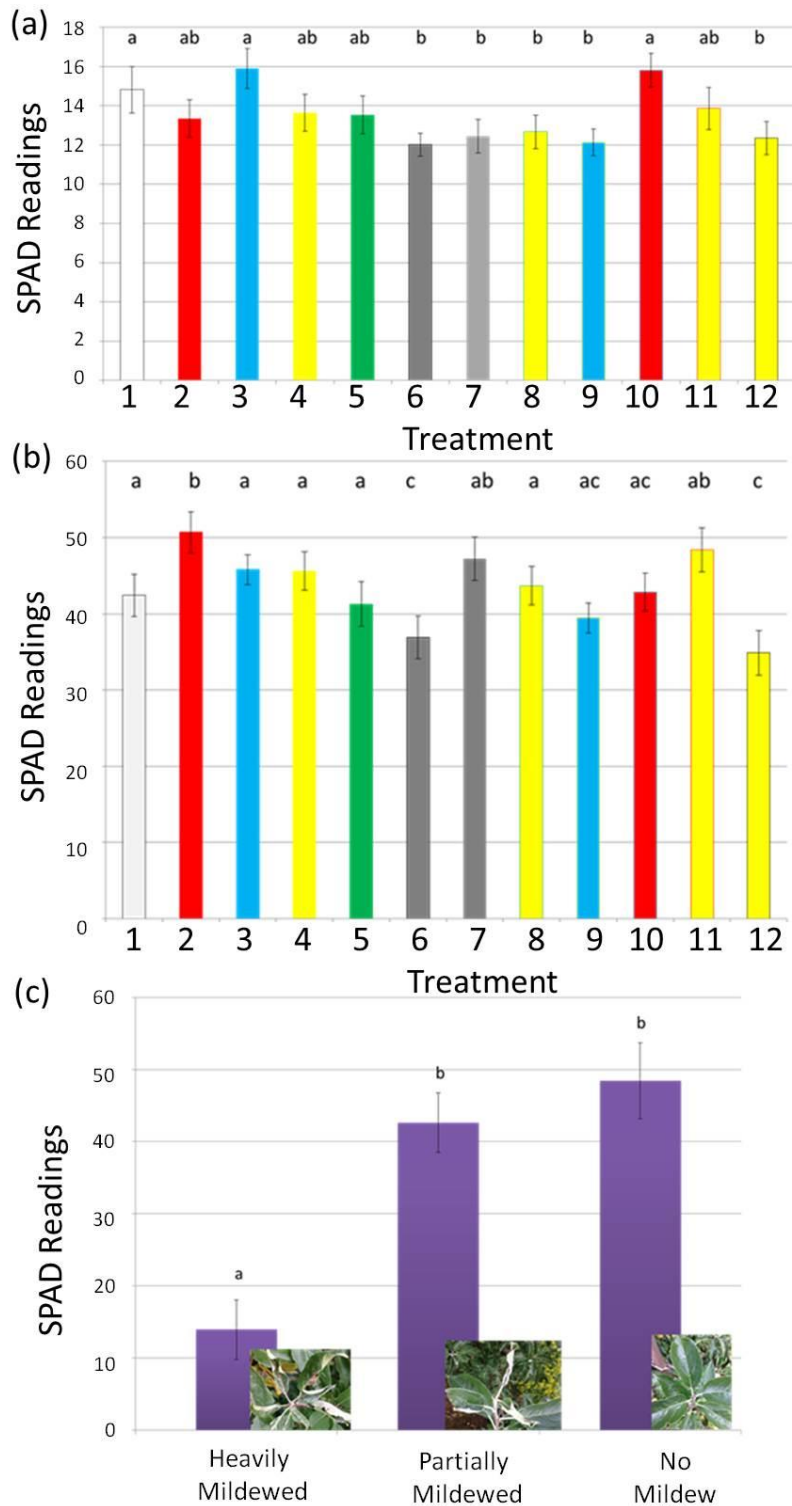 (a)
SPAD Readings
18
16
14
12
10
8
6
4
2
0
a ab a ab ab b b b b a ab b
1 2 3 4 5 6 7 8 9 10 11 12
Treatment
(b)
SPAD Readings
60
50
40
30
20
10
0
a b a a a c ab a ac ac ab c
1 2 3 4 5 6 7 8 9 10 11 12
Treatment
(c)
SPAD Readings
60
50
40
30
20
10
0
a b b
Heavily Mildewed
Partially Mildewed
No Mildew